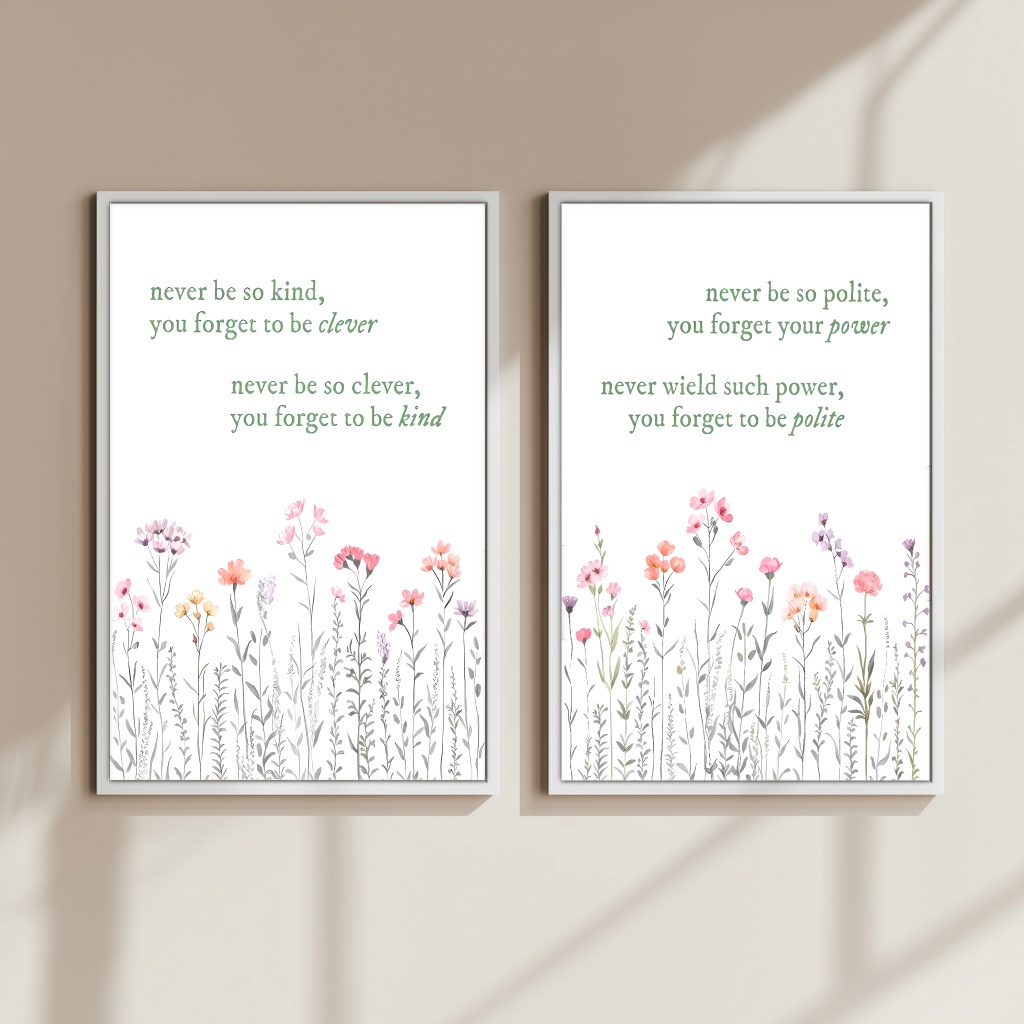 never be so kind,
you forget to be clever
never be so clever,
you forget to be kind
never be so polite,
you forget your power
never wield such power,
you forget to be polite